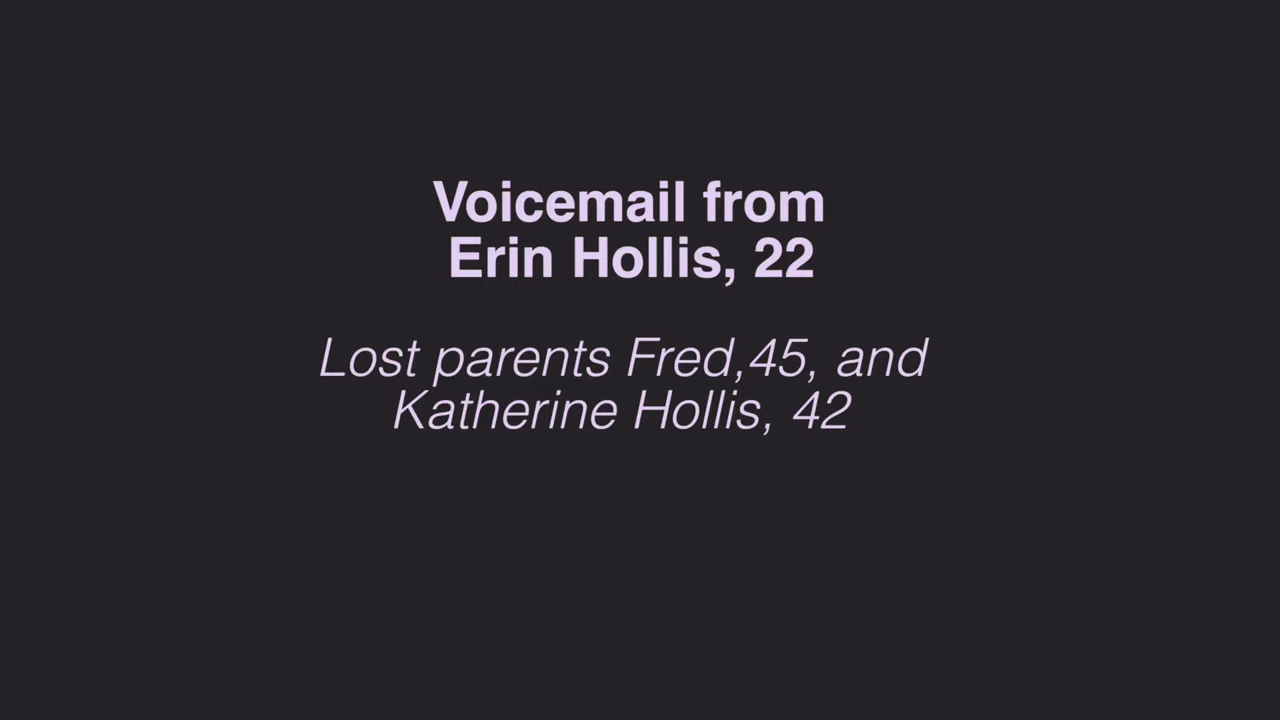 Voicemail from
Erin Hollis, 22
Lost parents Fred,45, and
Katherine Hollis, 42